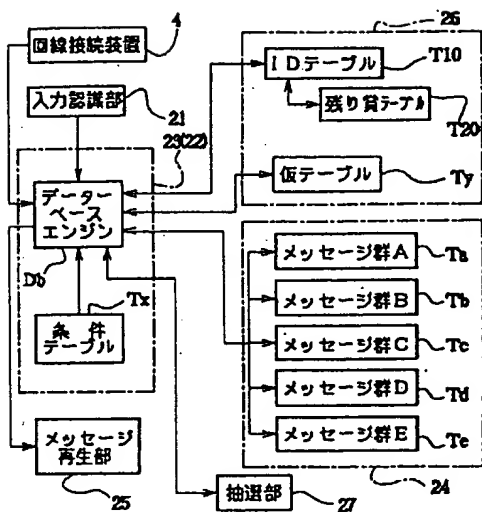 26
回線接続装置
4
入力認識部
21
23(22)
データー
ベース
エンジン
Db
Tx
条件
テーブル
メッセージ
再生部
25
IDテーブル
T10
残り賞テーブル
T20
仮テーブル
Ty
メッセージ群A
Ta
メッセージ群B
Tb
メッセージ群C
Tc
メッセージ群D
Td
メッセージ群E
Te
24
抽選部
27